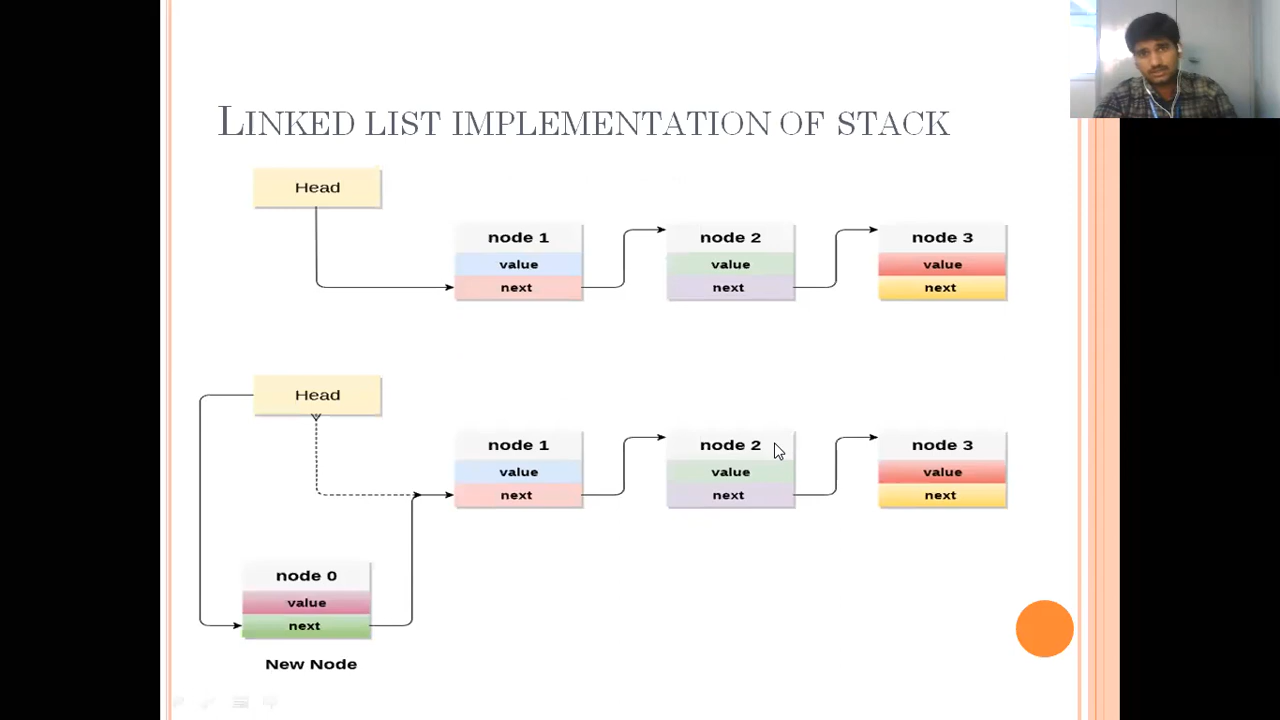 LINKED LIST IMPLEMENTATION OF STACK
Head
node 1 node 2 node 3
value value value
next next next
Head
node 1 node 2 node 3
value value value
next next next
node 0
value
next
New Node